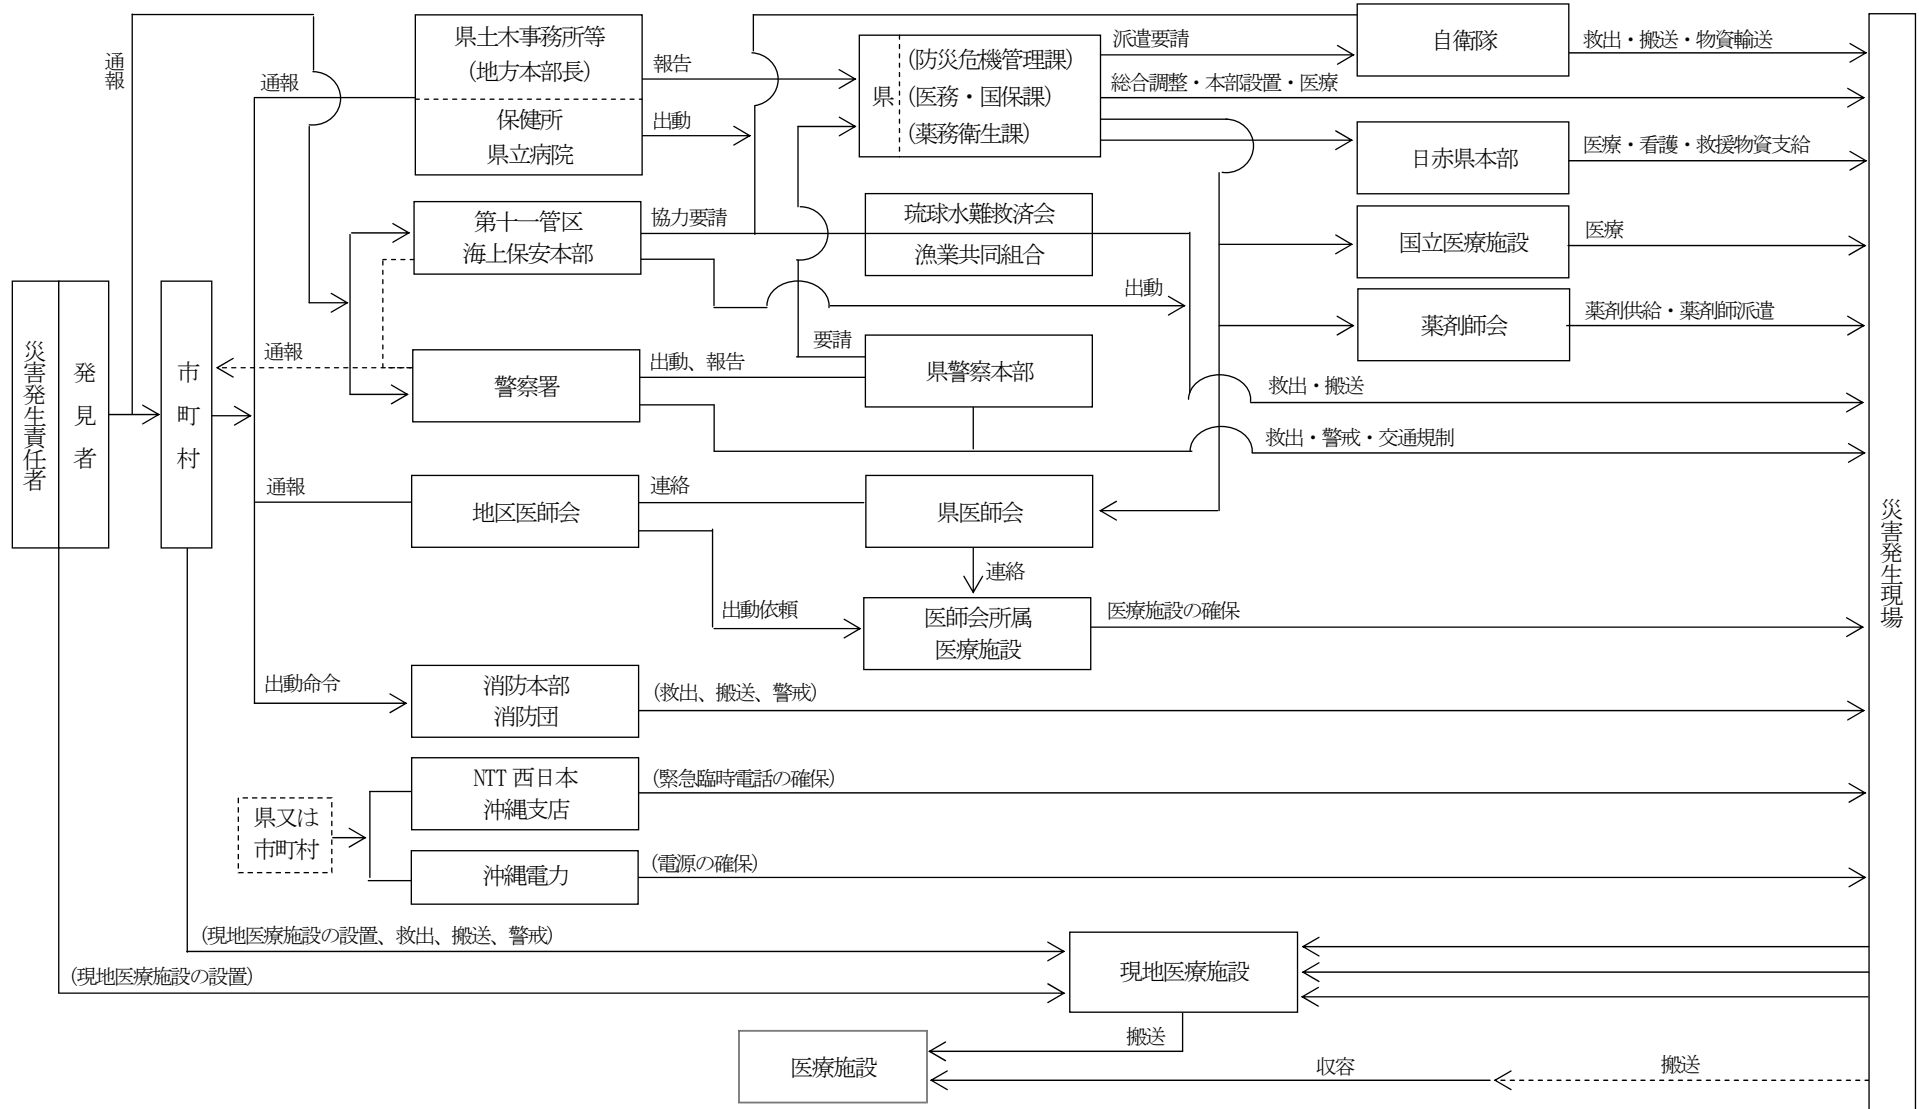 通報
通報
県土木事務所等
(地方本部長)
保健所
県立病院
報告
出動
県
(防災危機管理課)
(医務・国保課)
(薬務衛生課)
派遣要請
総合調整・本部設置・医療
自衛隊
救出・搬送・物資輸送
日赤県本部
医療・看護・救援物資支給
国立医療施設
医療
薬剤師会
薬剤供給・薬剤師派遣
第十一管区
海上保安本部
協力要請
琉球水難救済会
漁業共同組合
出動
要請
通報
警察署
出動、報告
県警察本部
救出・搬送
救出・警戒・交通規制
災害発生責任者
発見者
市町村
通報
地区医師会
連絡
県医師会
連絡
出動依頼
医師会所属
医療施設
医療施設の確保
災害発生現場
出動命令
消防本部
消防団
(救出、搬送、警戒)
県又は
市町村
NTT 西日本
沖縄支店
(緊急臨時電話の確保)
沖縄電力
(電源の確保)
(現地医療施設の設置、救出、搬送、警戒)
(現地医療施設の設置)
現地医療施設
搬送
医療施設
収容
搬送